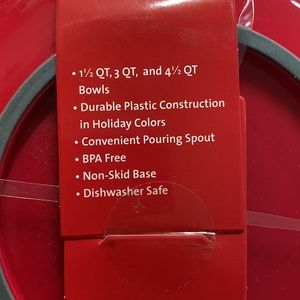 • 1½ QT, 3 QT, and 4½ QT
Bowls
• Durable Plastic Construction
in Holiday Colors
• Convenient Pouring Spout
• BPA Free
• Non-Skid Base
• Dishwasher Safe